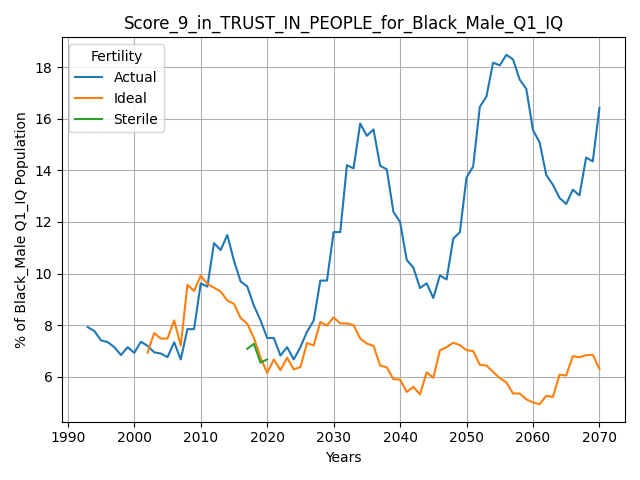 Score_9_in_TRUST_IN_PEOPLE_for_Black_Male_Q1_IQ
Fertility
Actual
Ideal
Sterile
% of Black_Male Q1_IQ Population
18
16
14
12
10
8
6
1990 2000 2010 2020 2030 2040 2050 2060 2070
Years